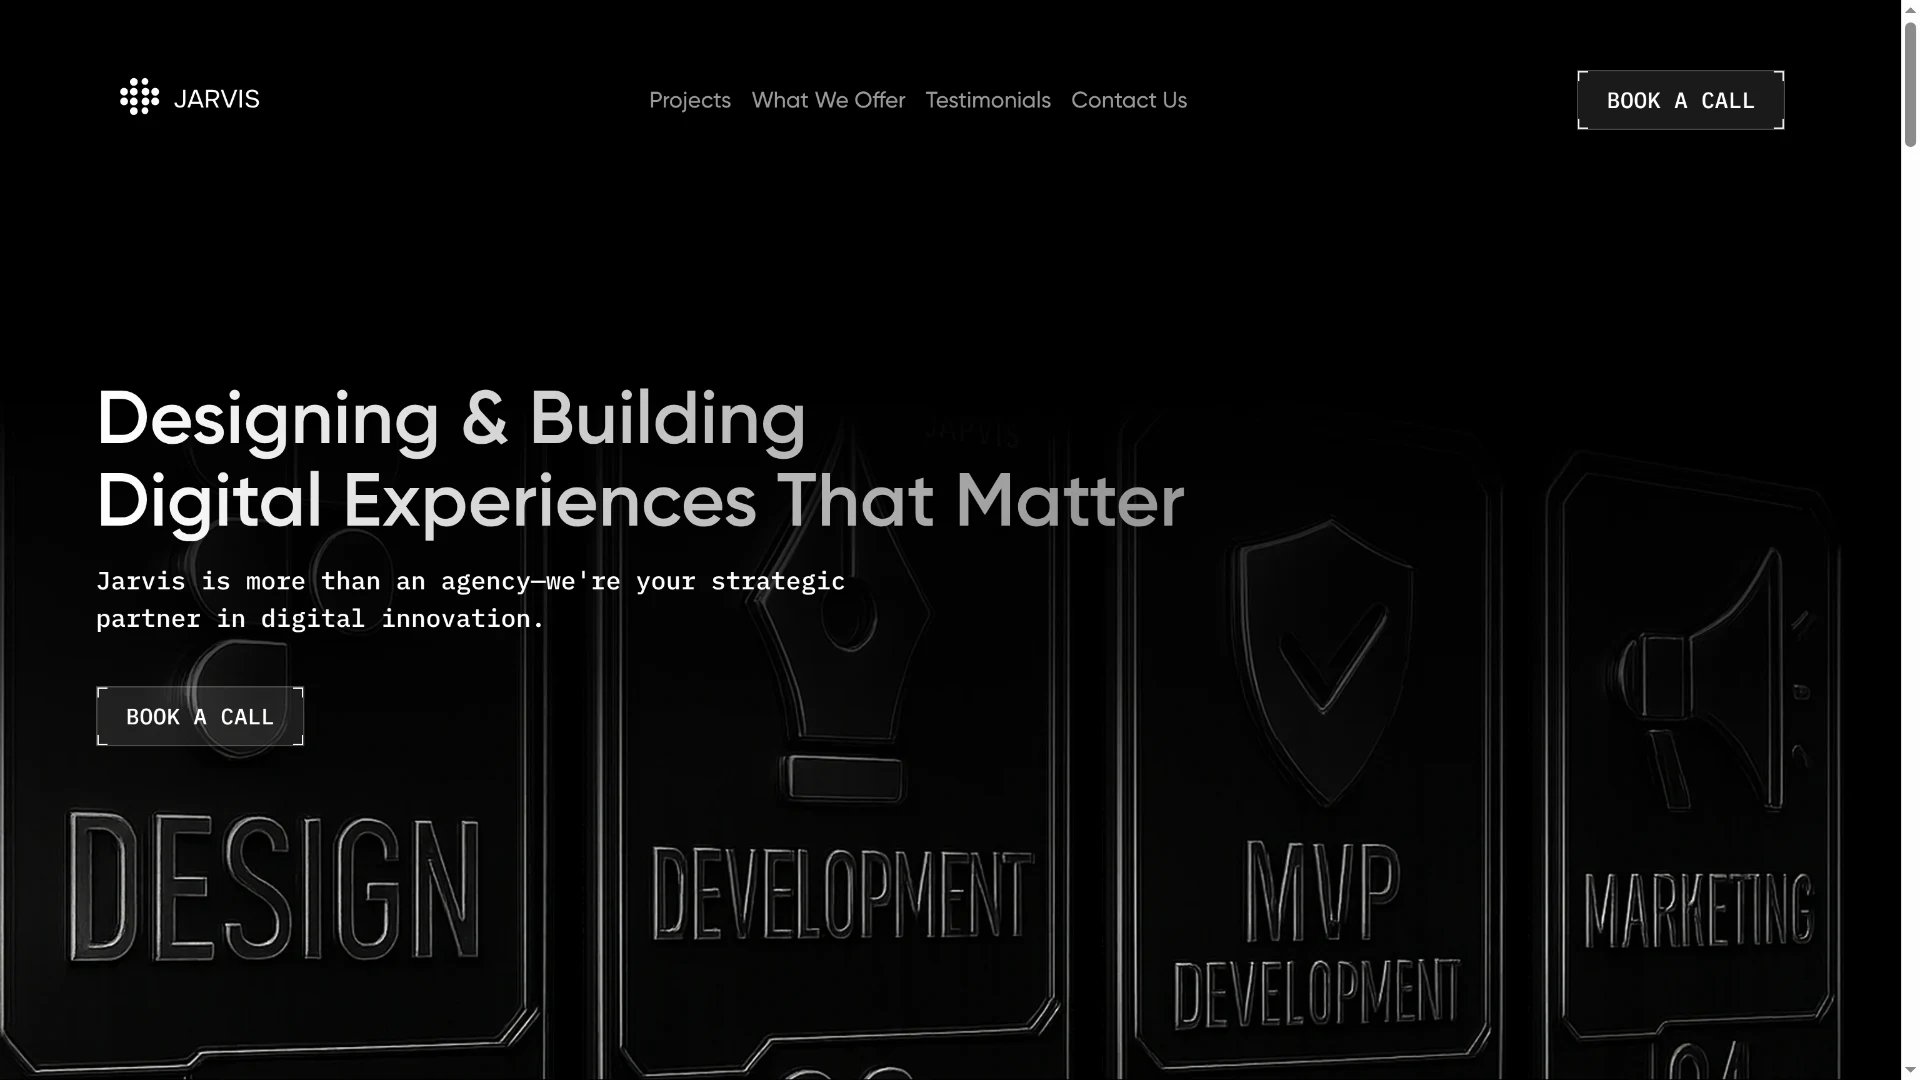 JARVIS
Projects What We Offer Testimonials Contact Us
BOOK A CALL
JARVIS
Designing & Building
Digital Experiences That Matter
Jarvis is more than an agency—we're your strategic
partner in digital innovation.
BOOK A CALL
DESIGN
DEVELOPMENT
MVP
DEVELOPMENT
MARKETING